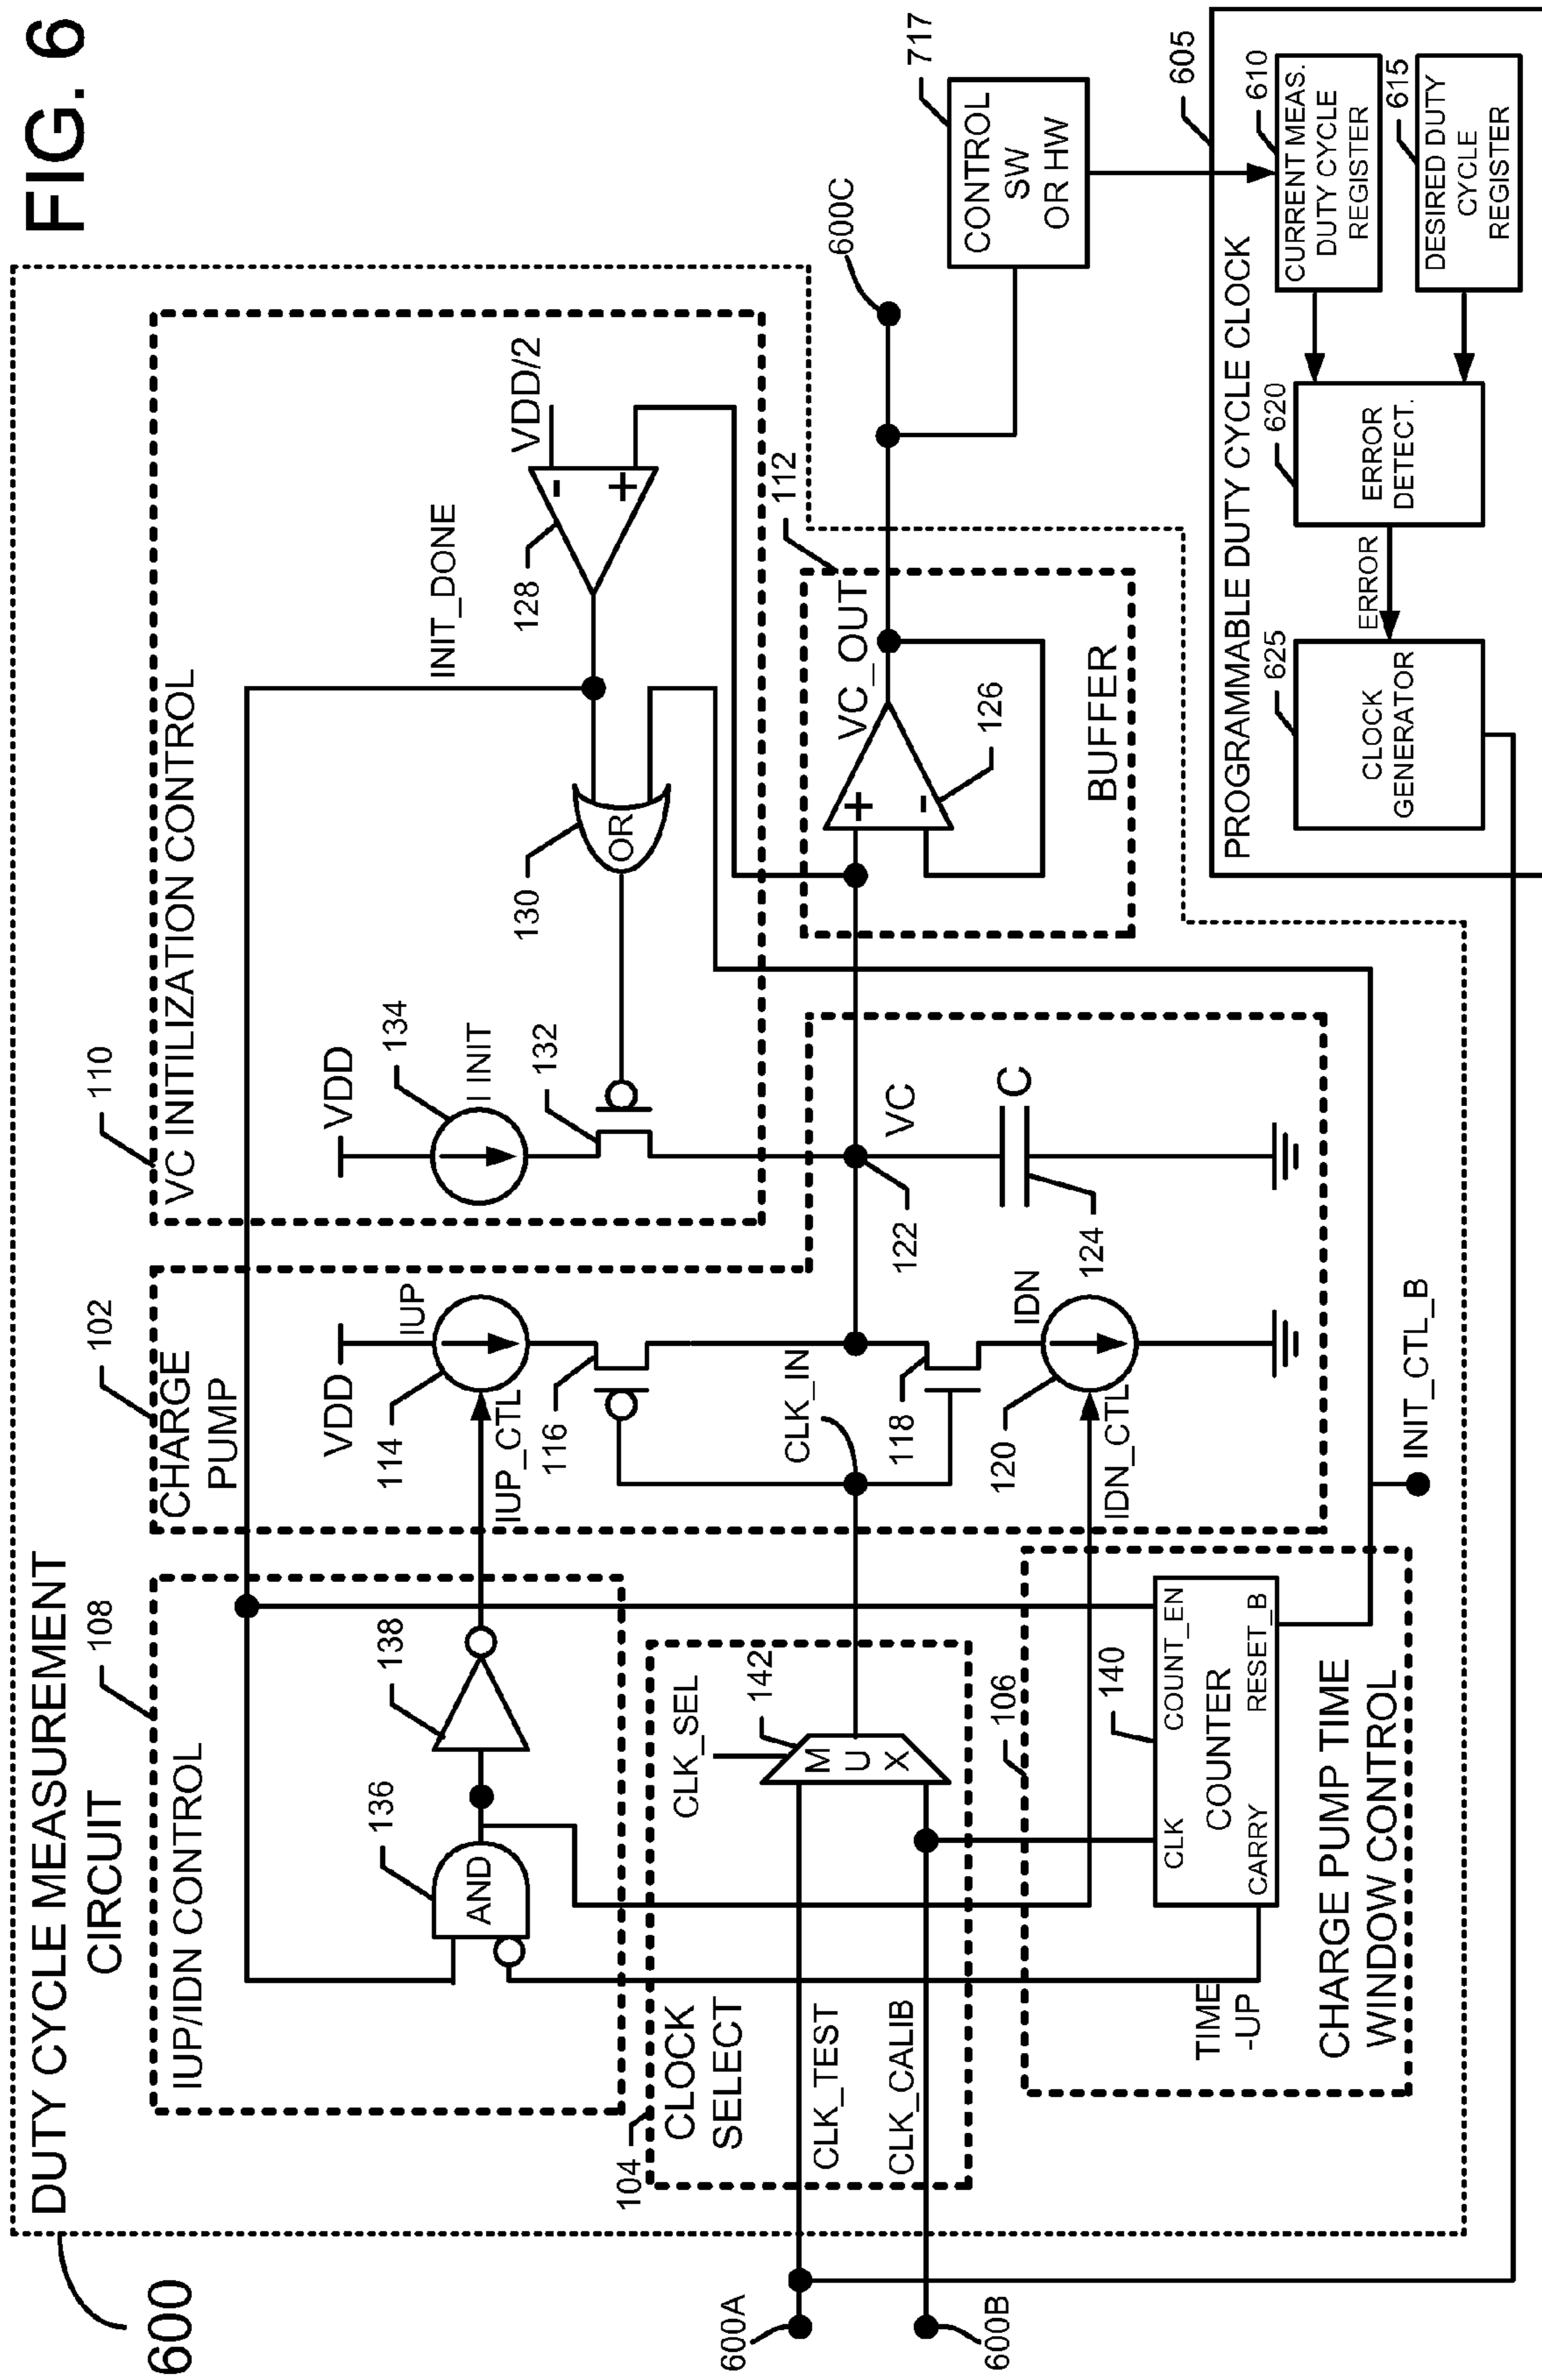 FIG. 6
600
DUTY CYCLE MEASUREMENT
CIRCUIT
108
IUP/IDN CONTROL
136
AND
138
102
CHARGE
PUMP
VDD
IUP
114
IUP_CTL
116
CLK_IN
118
IDN
120
IDN_CTL
122
VC
C
124
110
VC INITILIZATION CONTROL
VDD
134
I INIT
132
130
OR
INIT_DONE
128
-
+
VDD/2
104
CLOCK
SELECT
CLK_SEL
142
M
U
X
CLK_TEST
CLK_CALIB
600A
600B
106
140
CLK
COUNT_EN
COUNTER
CARRY
RESET_B
TIME
-UP
CHARGE PUMP TIME
WINDOW CONTROL
INIT_CTL_B
112
VC_OUT
+
-
126
BUFFER
600C
717
CONTROL
SW
OR HW
605
PROGRAMMABLE DUTY CYCLE CLOCK
625
CLOCK
GENERATOR
ERROR
620
ERROR
DETECT.
610
CURRENT MEAS.
DUTY CYCLE
REGISTER
615
DESIRED DUTY
CYCLE
REGISTER